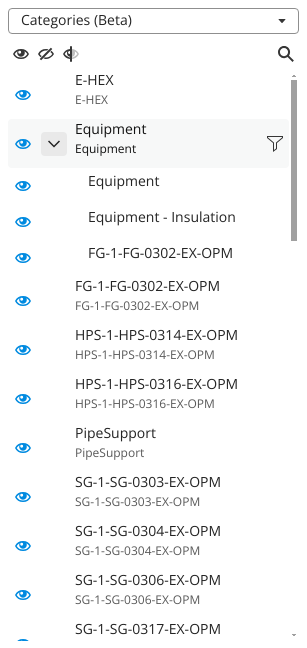 Categories (Beta)
E-HEX
E-HEX
Equipment
Equipment
Equipment
Equipment - Insulation
FG-1-FG-0302-EX-OPM
FG-1-FG-0302-EX-OPM
FG-1-FG-0302-EX-OPM
HPS-1-HPS-0314-EX-OPM
HPS-1-HPS-0314-EX-OPM
HPS-1-HPS-0316-EX-OPM
HPS-1-HPS-0316-EX-OPM
PipeSupport
PipeSupport
SG-1-SG-0303-EX-OPM
SG-1-SG-0303-EX-OPM
SG-1-SG-0304-EX-OPM
SG-1-SG-0304-EX-OPM
SG-1-SG-0306-EX-OPM
SG-1-SG-0306-EX-OPM
SG-1-SG-0317-EX-OPM